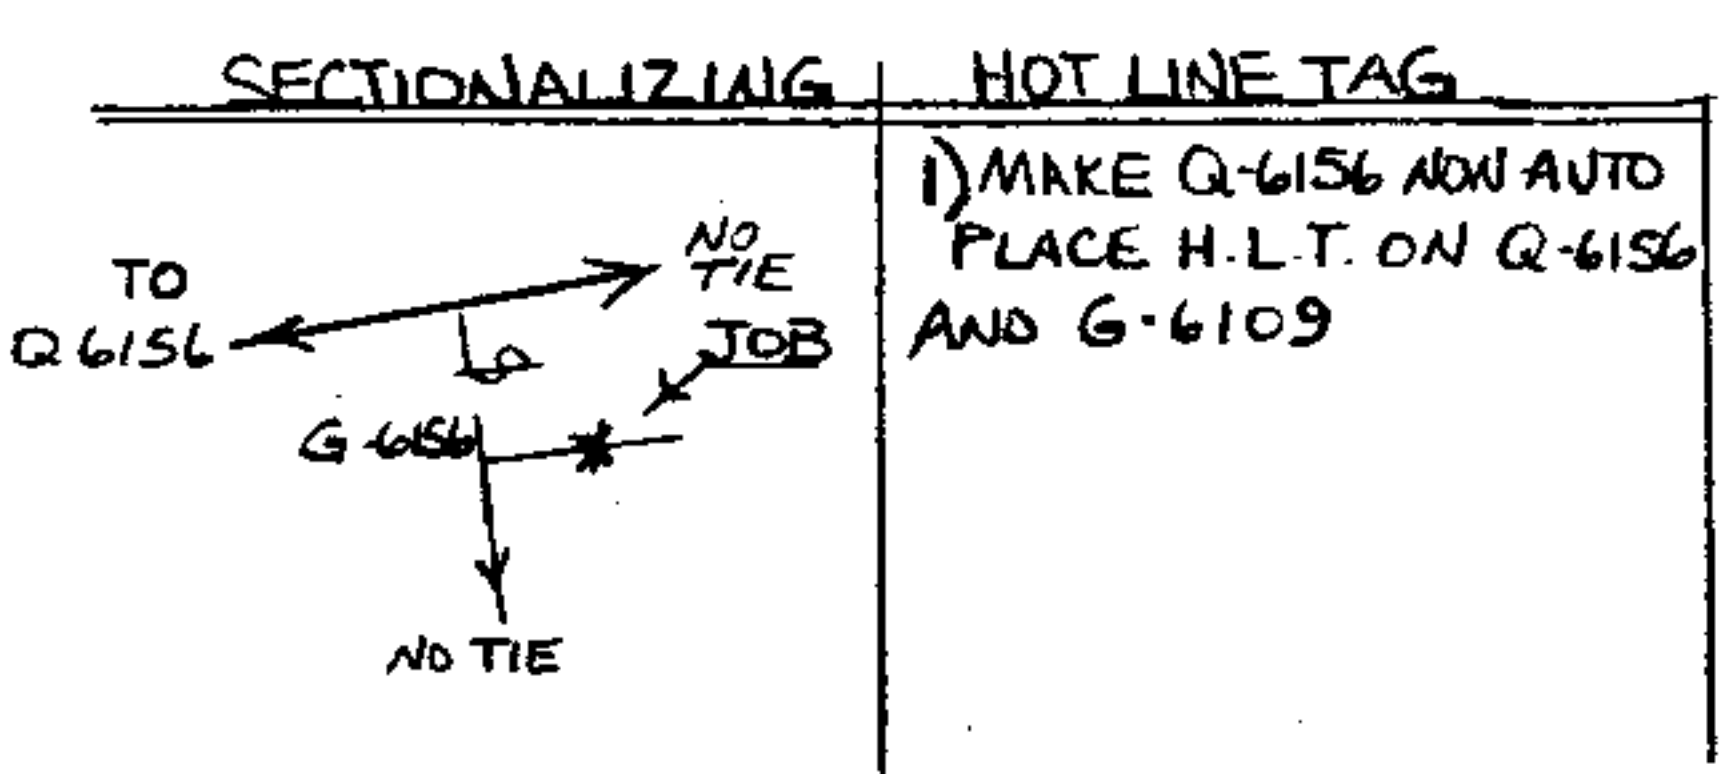 SECTIONALIZING
HOT LINE TAG
NO
TIE
TO
Q 6156
JOB
G-6156
NO TIE
1) MAKE Q-6156 NON AUTO
PLACE H.L.T. ON Q-6156
AND G-6109